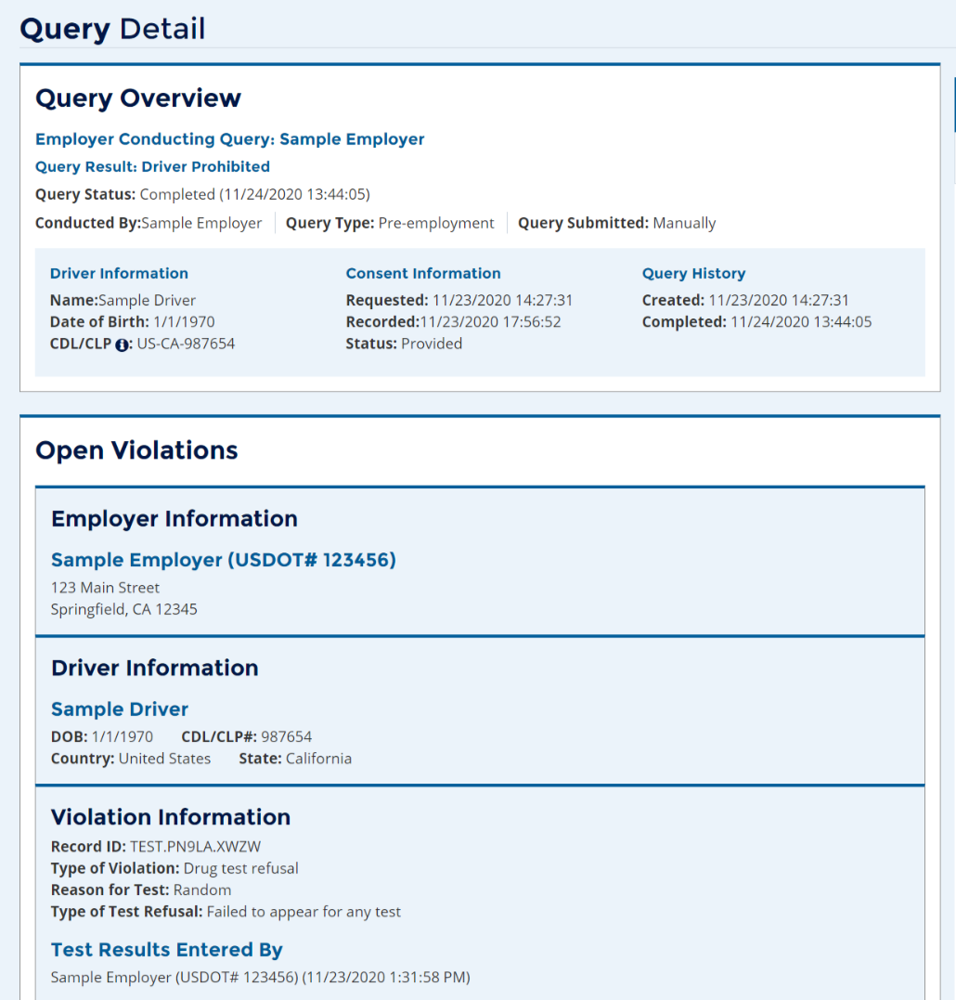 Query Detail
Query Overview
Employer Conducting Query: Sample Employer
Query Result: Driver Prohibited
Query Status: Completed (11/24/2020 13:44:05)
Conducted By:Sample Employer Query Type: Pre-employment Query Submitted: Manually
Driver Information
Name:Sample Driver
Date of Birth: 1/1/1970
CDL/CLP i: US-CA-987654
Consent Information
Requested: 11/23/2020 14:27:31
Recorded:11/23/2020 17:56:52
Status: Provided
Query History
Created: 11/23/2020 14:27:31
Completed: 11/24/2020 13:44:05
Open Violations
Employer Information
Sample Employer (USDOT# 123456)
123 Main Street
Springfield, CA 12345
Driver Information
Sample Driver
DOB: 1/1/1970 CDL/CLP#: 987654
Country: United States State: California
Violation Information
Record ID: TEST.PN9LA.XWZW
Type of Violation: Drug test refusal
Reason for Test: Random
Type of Test Refusal: Failed to appear for any test
Test Results Entered By
Sample Employer (USDOT# 123456) (11/23/2020 1:31:58 PM)